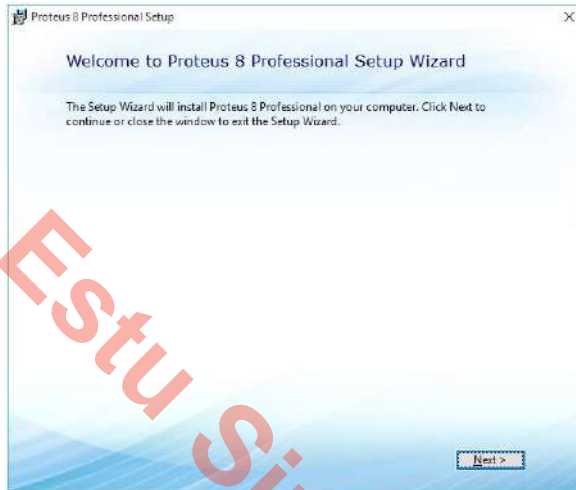 Proteus 8 Professional Setup
Welcome to Proteus 8 Professional Setup Wizard
The Setup Wizard will install Proteus 8 Professional on your computer. Click Next to
continue or close the window to exit the Setup Wizard.
Estu
Next >